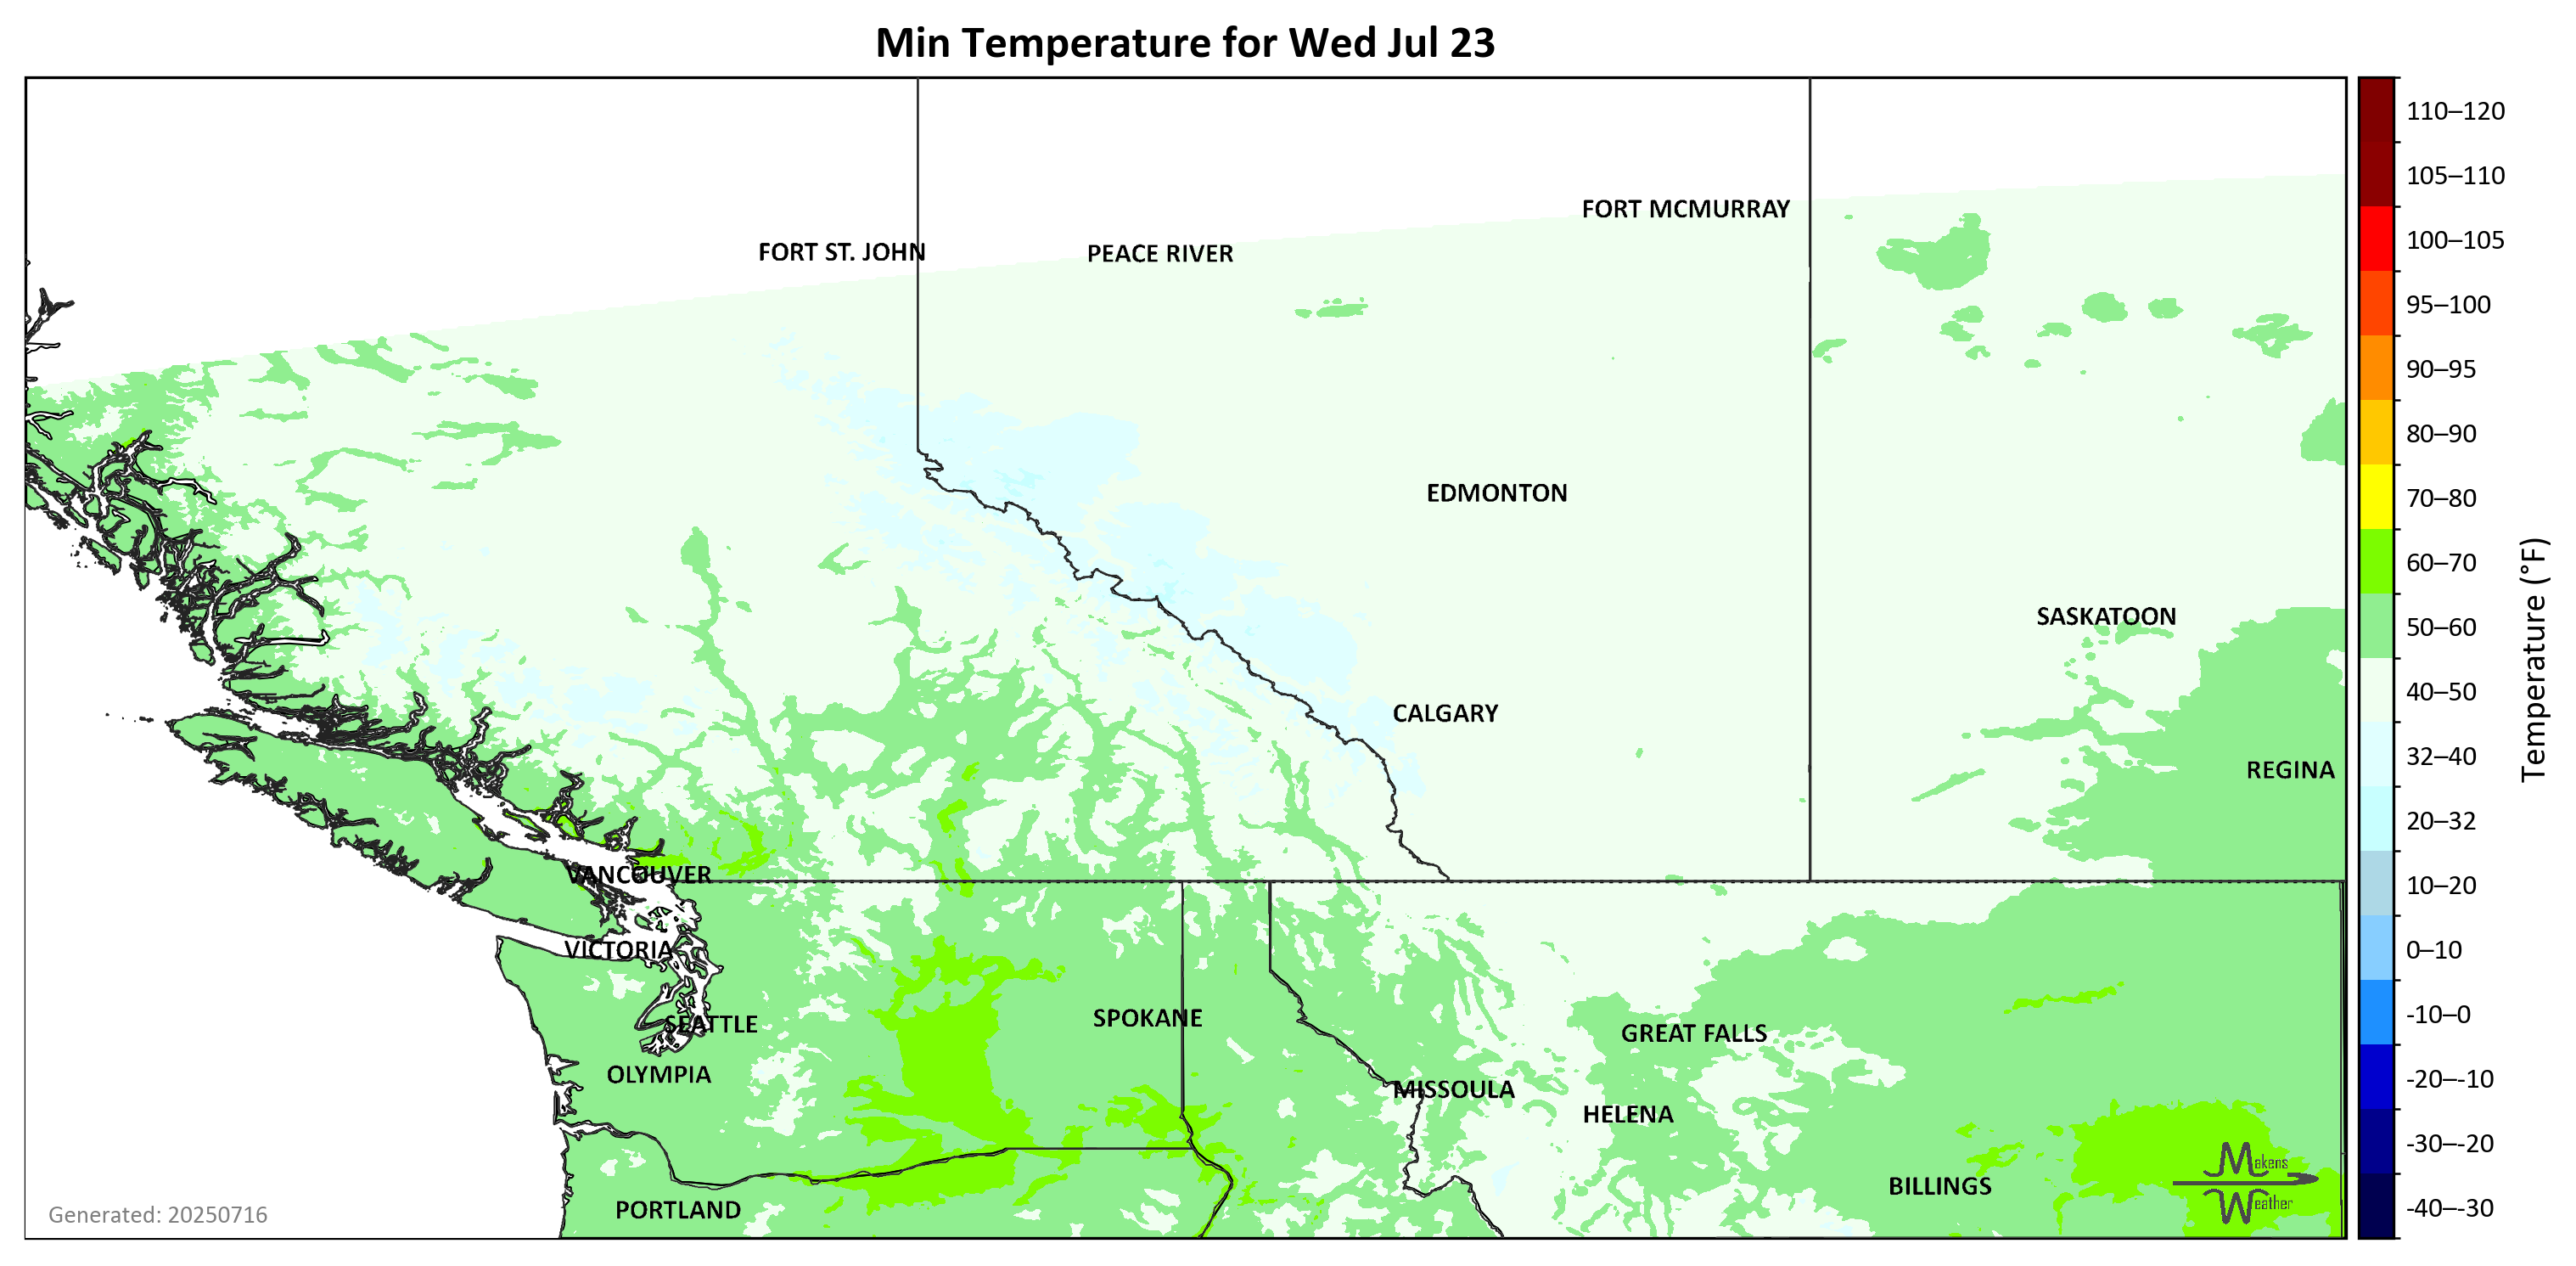 Min Temperature for Wed Jul 23
110–120
105–110
FORT MCMURRAY
100–105
FORT ST. JOHN
PEACE RIVER
95–100
90–95
80–90
EDMONTON
70–80
60–70
SASKATOON
50–60
Temperature (°F)
40–50
CALGARY
32–40
REGINA
20–32
VANCOUVER
10–20
VICTORIA
0–10
SPOKANE
-10–0
SEATTLE
GREAT FALLS
OLYMPIA
-20–-10
MISSOULA
HELENA
-30–-20
Makens
BILLINGS
Weather
PORTLAND
-40–-30
Generated: 20250716